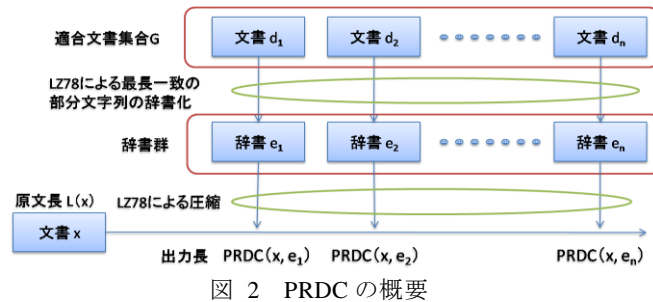 適合文書集合G 文書 d1 文書 d2 文書 dn
LZ78による最長一致の
部分文字列の辞書化
辞書群 辞書 e1 辞書 e2 辞書 en
原文長 L(x) LZ78による圧縮
文書 x
出力長 PRDC(x, e1) PRDC(x, e2) PRDC(x, en)
図 2 PRDC の概要